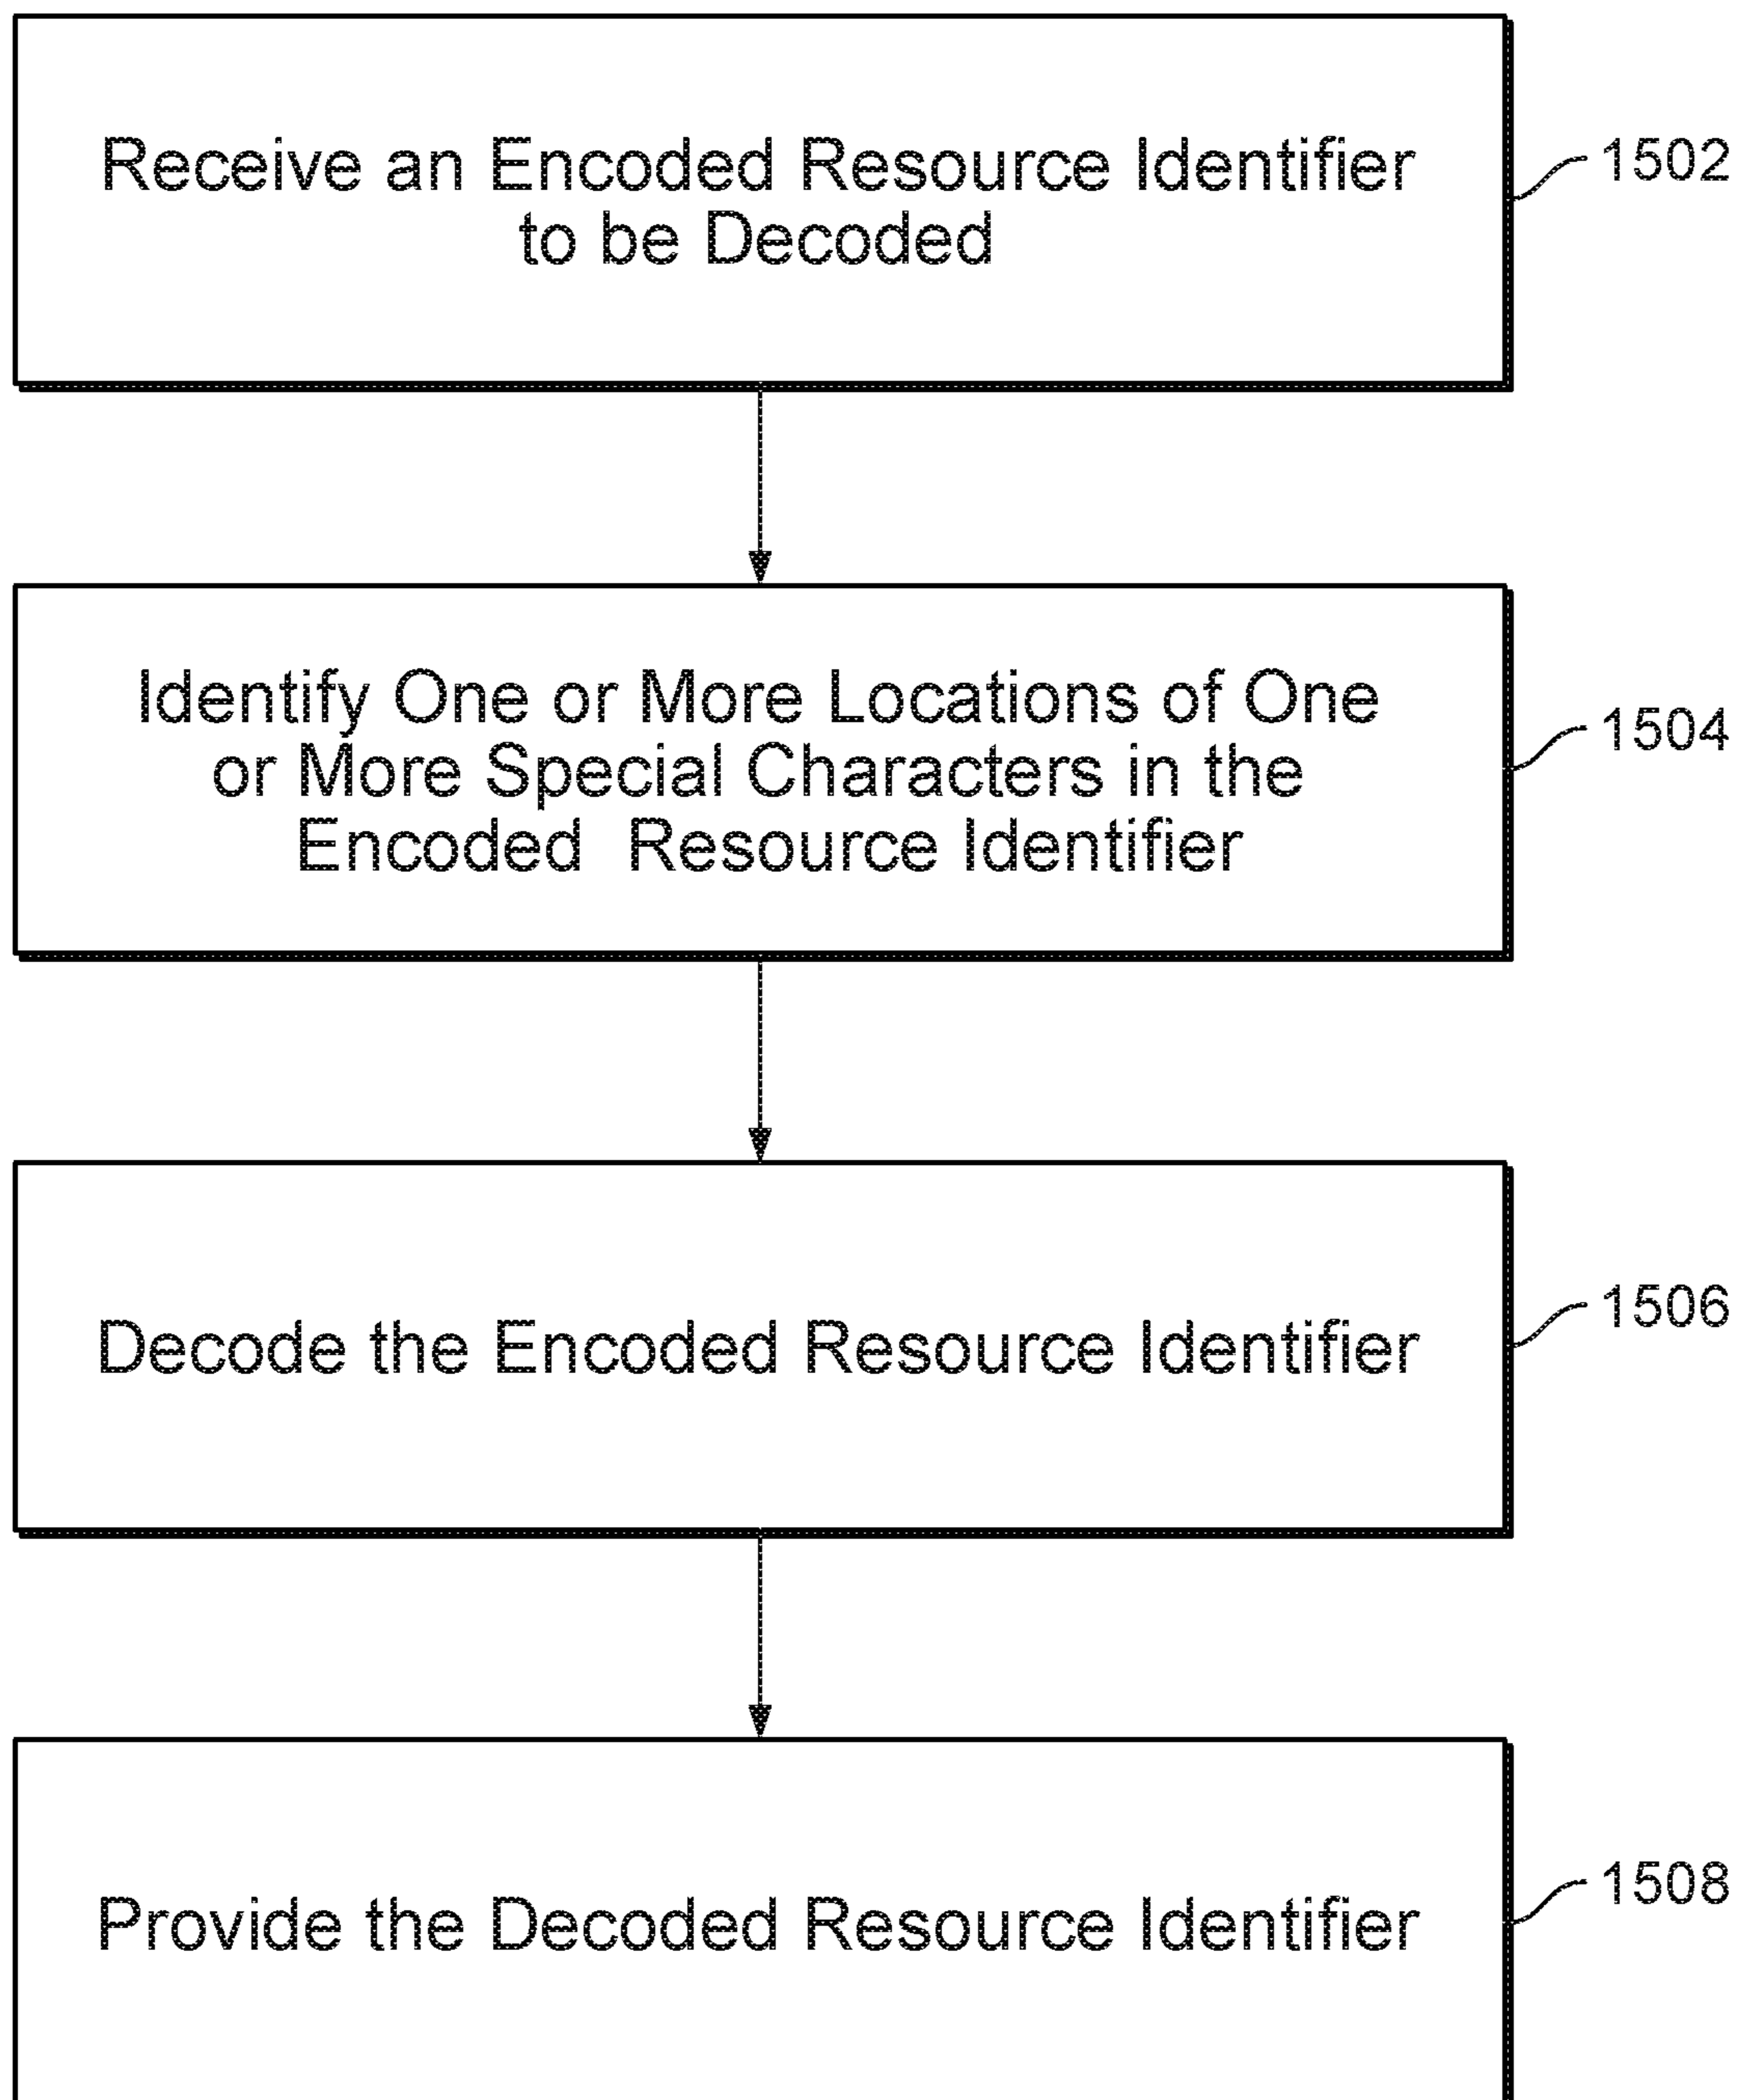 Receive an Encoded Resource Identifier
to be Decoded
1502
Identify One or More Locations of One
or More Special Characters in the
Encoded  Resource Identifier
1504
Decode the Encoded Resource Identifier
1506
Provide the Decoded Resource Identifier
1508